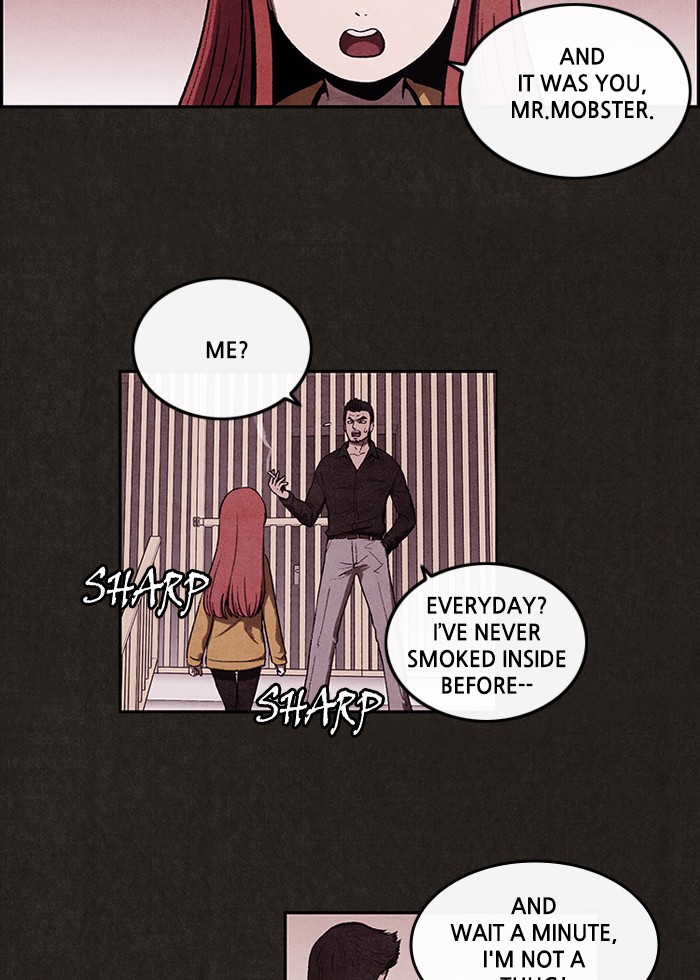 AND
IT WAS YOU,
MR.MOBSTER.
ME?
SHARP
EVERYDAY?
I'VE NEVER
SMOKED INSIDE
BEFORE--
SHARP
AND
WAIT A MINUTE,
I'M NOT A